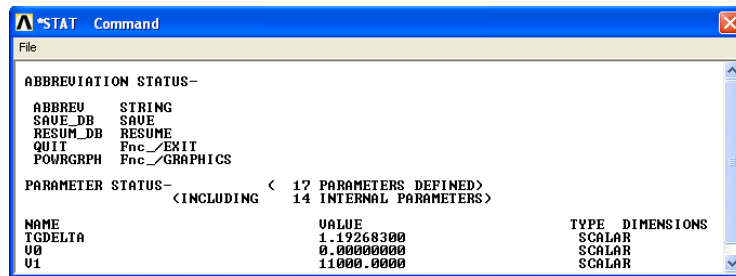 *STAT Command
File
ABBREVIATION STATUS-
ABBREV STRING
SAVE_DB SAVE
RESUM_DB RESUME
QUIT Fnc_/EXIT
POWRGRPH Fnc_/GRAPHICS
PARAMETER STATUS- ( 17 PARAMETERS DEFINED)
(INCLUDING 14 INTERNAL PARAMETERS)
NAME VALUE TYPE DIMENSIONS
TGDELTA 1.19268300 SCALAR
V0 0.00000000 SCALAR
V1 11000.0000 SCALAR